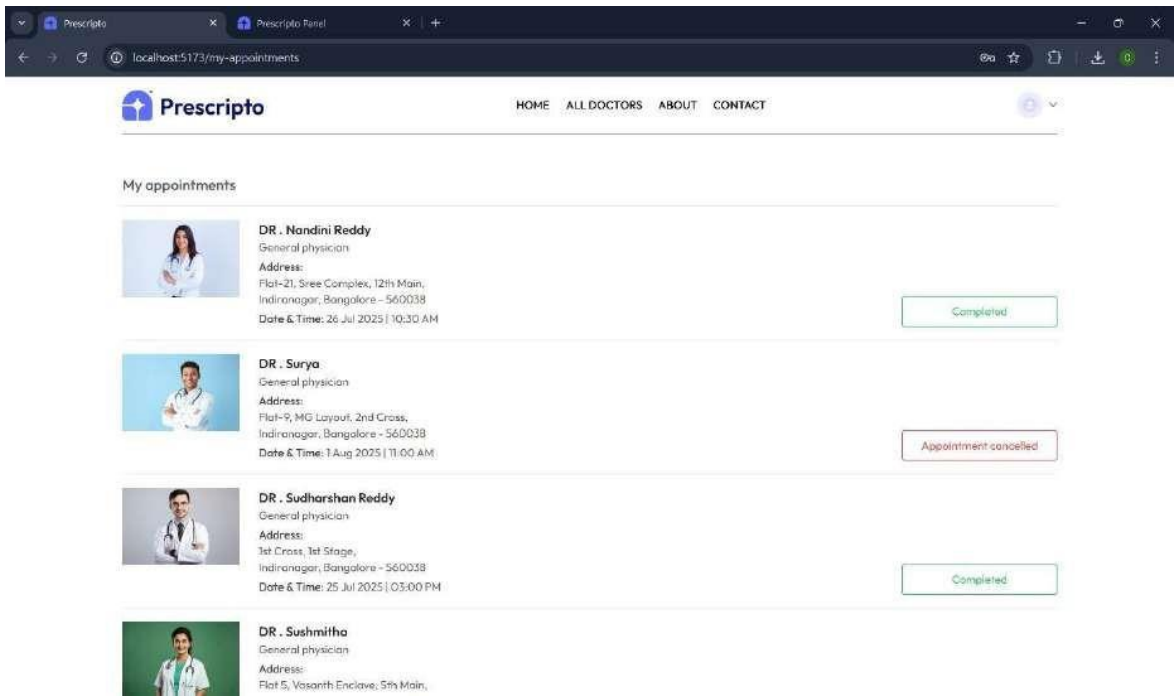 Prescripto
Prescripto Panel
localhost:5173/my-appointments
Prescripto
HOME ALL DOCTORS ABOUT CONTACT
My appointments
DR . Nandini Reddy
General physician
Address:
Flat-21, Sree Complex, 12th Main,
Indiranagar, Bangalore - 560038
Date & Time: 26 Jul 2025 | 10:30 AM
Completed
DR . Surya
General physician
Address:
Flat-9, MG Layout, 2nd Cross,
Indiranagar, Bangalore - 560038
Date & Time: 1 Aug 2025 | 11:00 AM
Appointment cancelled
DR . Sudharshan Reddy
General physician
Address:
1st Cross, 1st Stage,
Indiranagar, Bangalore - 560038
Date & Time: 25 Jul 2025 | 03:00 PM
Completed
DR . Sushmitha
General physician
Address:
Flat 5, Vasanth Enclave, 5th Main,